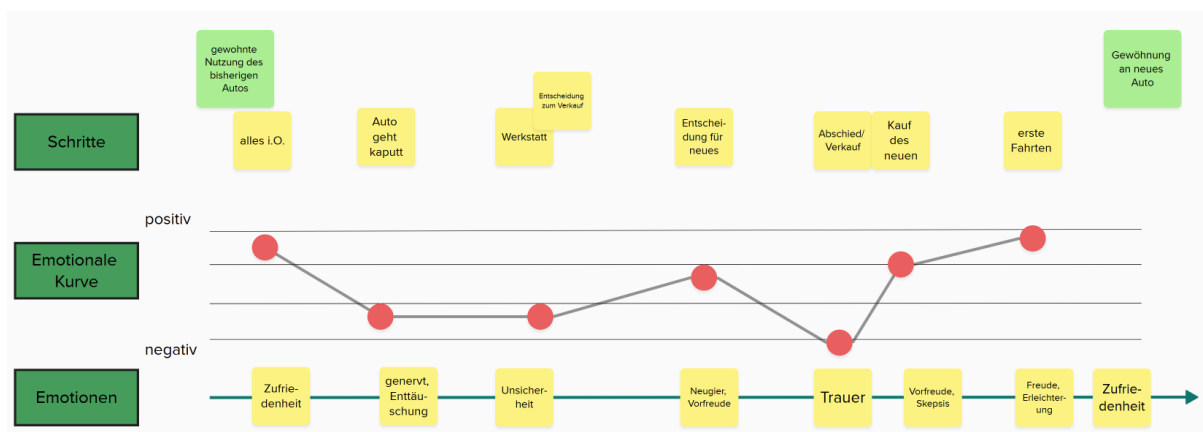 gewohnte
Nutzung des
bisherigen
Autos
Gewöhnung
an neues
Auto
Schritte
alles i.O.
Auto
geht
kaputt
Werkstatt
Entscheidung
zum Verkauf
Entschei-
dung für
neues
Abschied/
Verkauf
Kauf
des
neuen
erste
Fahrten
positiv
Emotionale
Kurve
negativ
Emotionen
Zufrie-
denheit
genervt,
Enttäu-
schung
Unsicher-
heit
Neugier,
Vorfreude
Trauer
Vorfreude,
Skepsis
Freude,
Erleichter-
ung
Zufrie-
denheit